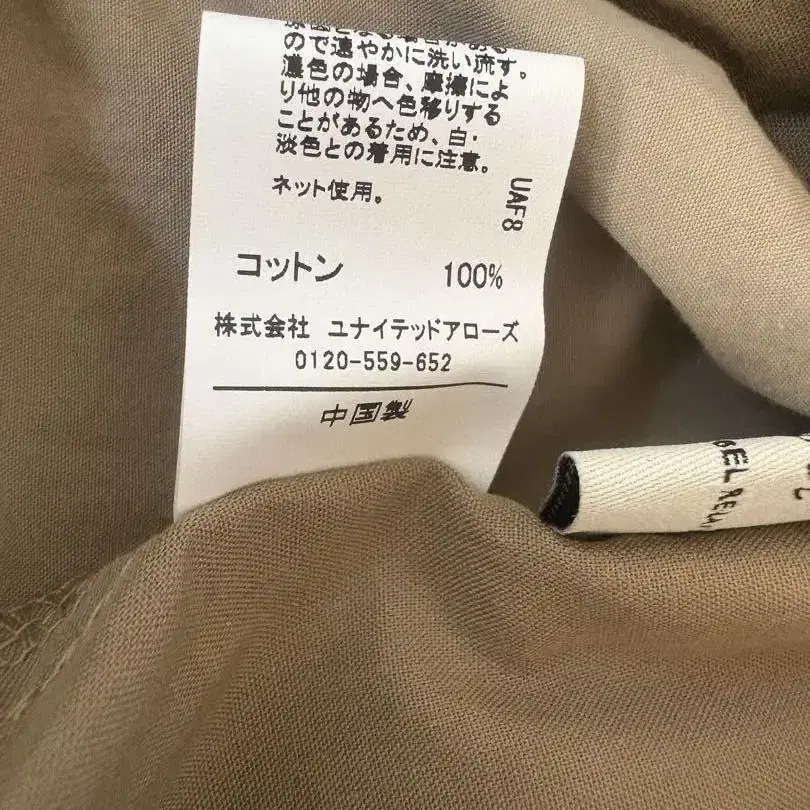 ので速やかに洗い流す。
濃色の場合、摩擦によ
り他の物へ色移りする
ことがあるため、白・
淡色との着用に注意。
ネット使用。
UAF8
コットン 100%
株式会社 ユナイテッドアローズ
0120-559-652
中国製